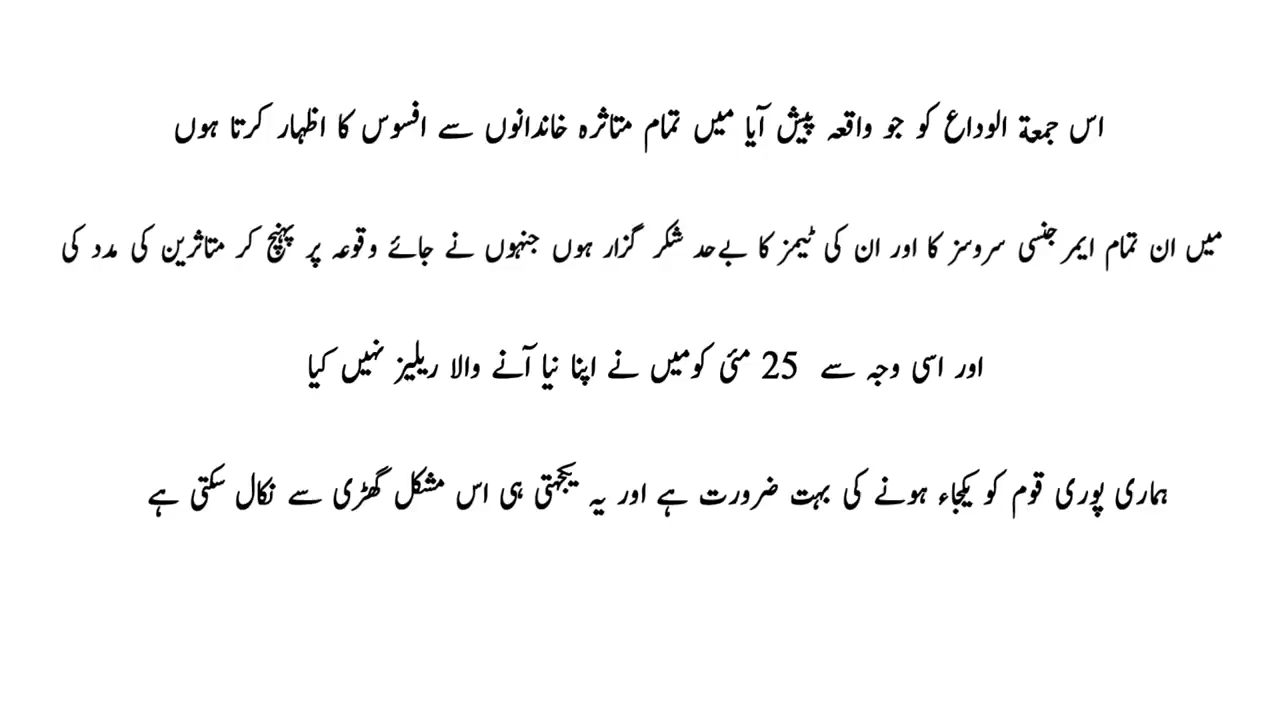 اس جمعۃ الوداع کو جو واقعہ پیش آیا میں تمام متاثرہ خاندانوں سے افسوس کا اظہار کرتا ہوں
میں ان تمام ایمرجنسی سروسز کا اور ان کی ٹیمز کا بےحد شکر گزار ہوں جنہوں نے جائے وقوعہ پر پہنچ کر متاثرین کی مدد کی
اور اسی وجہ سے 25 مئی کومیں نے اپنا نیا آنے والا ریلیز نہیں کیا
ہماری پوری قوم کو یکجاء ہونے کی بہت ضرورت ہے اور یہ یکجہتی ہی اس مشکل گھڑی سے نکال سکتی ہے